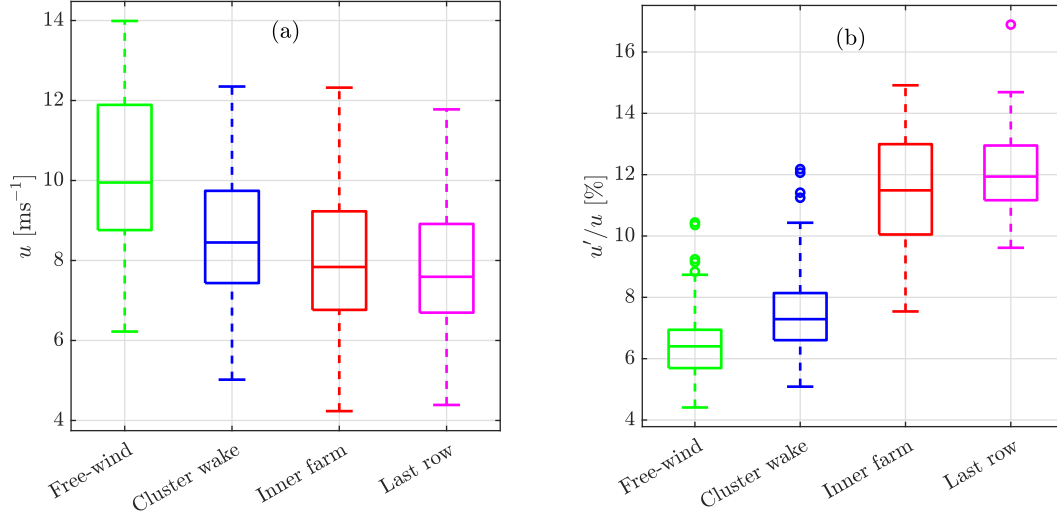 (a)
14
12
10
8
6
4
u [ms⁻¹]
Free-wind
Cluster wake
Inner farm
Last row
(b)
16
14
12
10
8
6
4
u′/u [%]
Free-wind
Cluster wake
Inner farm
Last row